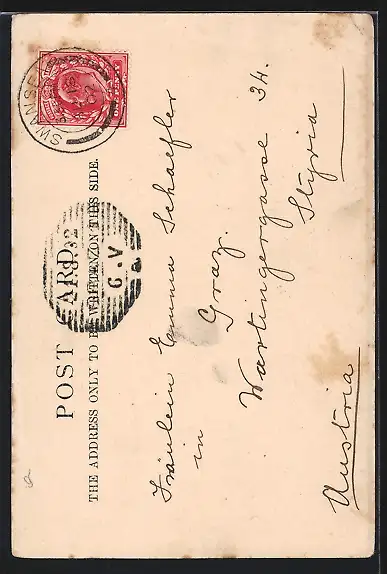 POST CARD.
THE ADDRESS ONLY TO BE WRITTEN ON THIS SIDE.
SWANSEA
G.V
Fräulein Emma Schaefler
in Graz.
Wartingergasse 34.
Styria
Austria